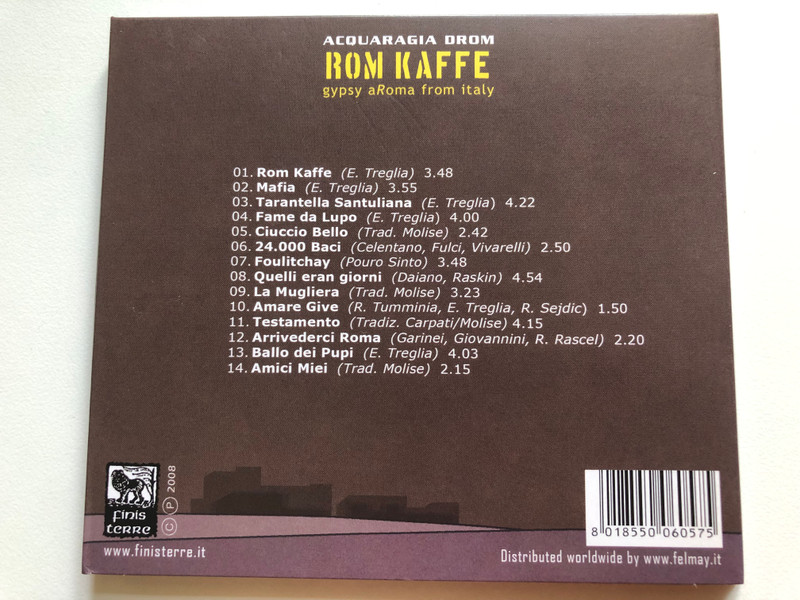 ACQUARAGIA DROM
ROM KAFFE
gypsy aRoma from italy
01. Rom Kaffe (E. Treglia) 3.48
02. Mafia (E. Treglia) 3.55
03. Tarantella Santuliana (E. Treglia) 4.22
04. Fame da Lupo (E. Treglia) 4.00
05. Ciuccio Bello (Trad. Molise) 2.42
06. 24.000 Baci (Celentano, Fulci, Vivarelli) 2.50
07. Foulitchay (Pouro Sinto) 3.48
08. Quelli eran giorni (Daiano, Raskin) 4.54
09. La Mugliera (Trad. Molise) 3.23
10. Amare Give (R. Tumminia, E. Treglia, R. Sejdic) 1.50
11. Testamento (Tradiz. Carpati/Molise) 4.15
12. Arrivederci Roma (Garinei, Giovannini, R. Rascel) 2.20
13. Ballo dei Pupi (E. Treglia) 4.03
14. Amici Miei (Trad. Molise) 2.15
finis
terre
© ℗ 2008
www.finisterre.it
8 018550 060575
Distributed worldwide by www.felmay.it